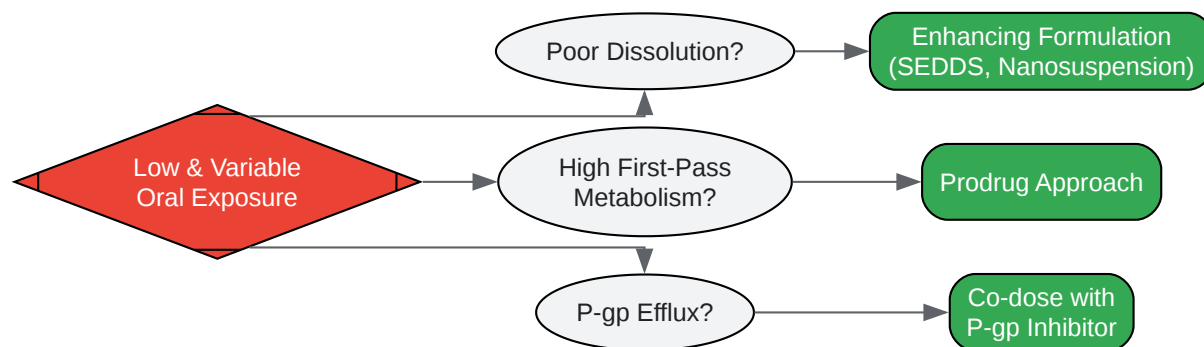 Poor Dissolution?
Enhancing Formulation
(SEDDS, Nanosuspension)
Low & Variable
Oral Exposure
High First-Pass
Metabolism?
Prodrug Approach
P-gp Efflux?
Co-dose with
P-gp Inhibitor